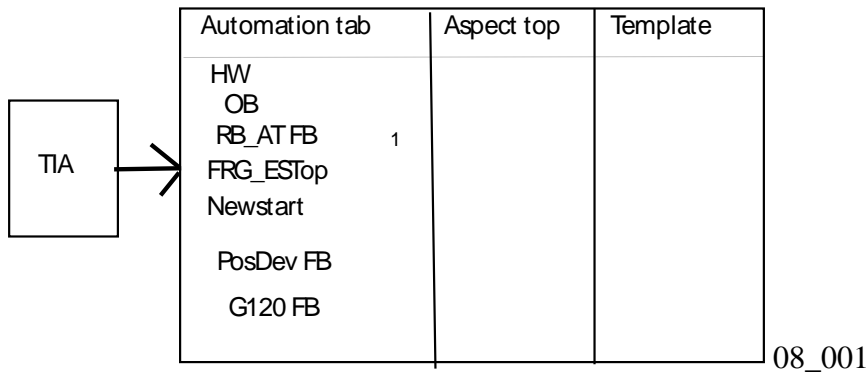 Automation tab Aspect top Template
HW
OB
RB_AT FB 1
TIA
FRG_ESTop
Newstart
PosDev FB
G120 FB
08_001